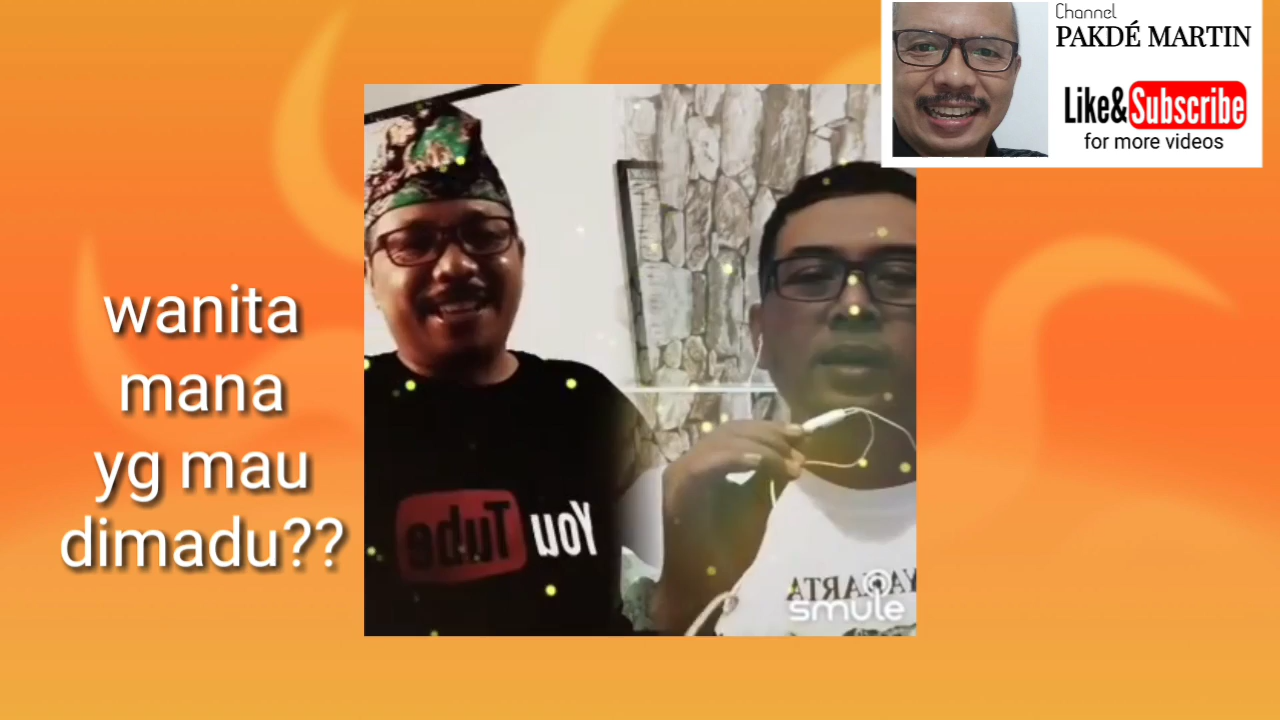 Channel
PAKDÉ MARTIN
Like&Subscribe
for more videos
wanita
mana
yg mau
dimadu??
YouTube
smule